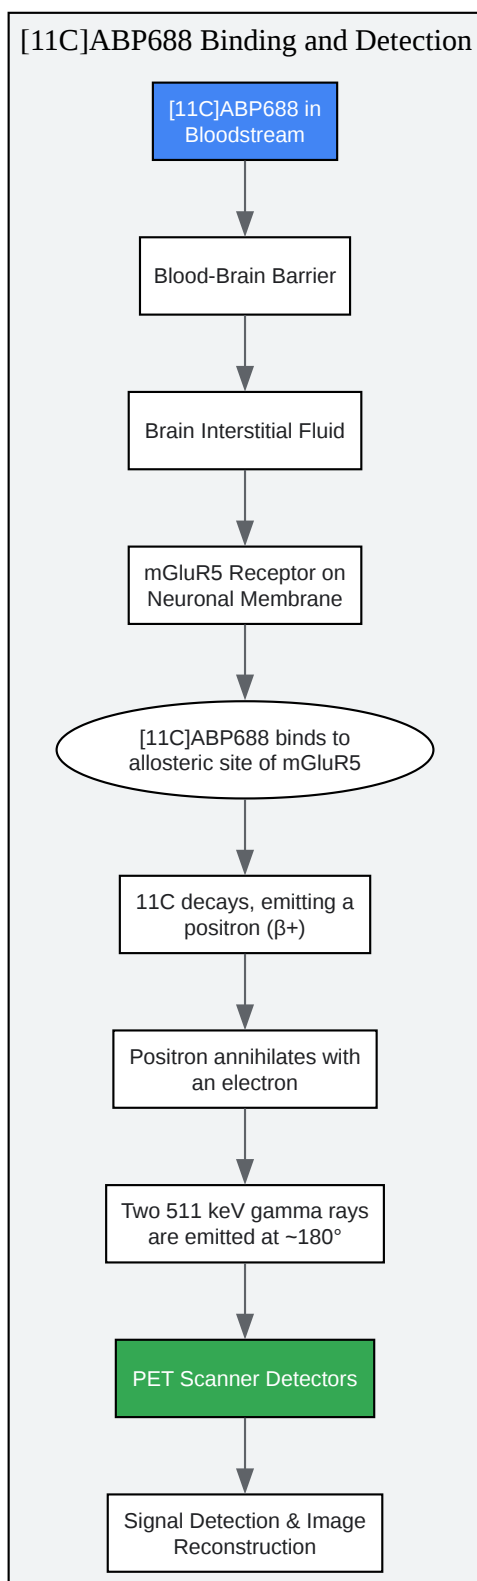 [11C]ABP688 Binding and Detection
[11C]ABP688 in
Bloodstream
Blood-Brain Barrier
Brain Interstitial Fluid
mGluR5 Receptor on
Neuronal Membrane
[11C]ABP688 binds to
allosteric site of mGluR5
11C decays, emitting a
positron (β+)
Positron annihilates with
an electron
Two 511 keV gamma rays
are emitted at ~180°
PET Scanner Detectors
Signal Detection & Image
Reconstruction